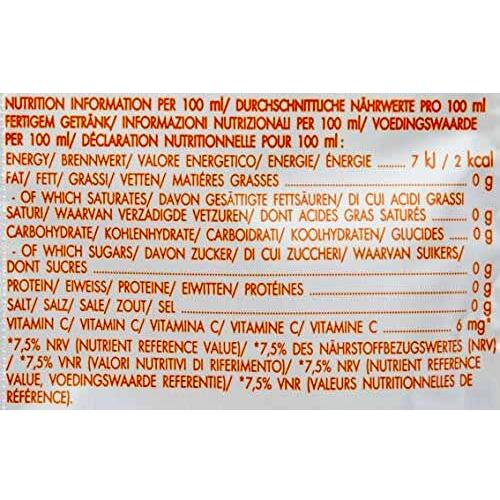 NUTRITION INFORMATION PER 100 ml/ DURCHSCHNITTLICHE NÄHRWERTE PRO 100 ml
FERTIGEM GETRÄNK/ INFORMAZIONI NUTRIZIONALI PER 100 ml/ VOEDINGSWAARDE
PER 100 ml/ DÉCLARATION NUTRITIONNELLE POUR 100 ml :
ENERGY/ BRENNWERT/ VALORE ENERGETICO/ ENERGIE/ ÉNERGIE 7 kJ / 2 kcal
FAT/ FETT/ GRASSI/ VETTEN/ MATIÈRES GRASSES 0 g
- OF WHICH SATURATES/ DAVON GESÄTTIGTE FETTSÄUREN/ DI CUI ACIDI GRASSI
SATURI/ WAARVAN VERZADIGDE VETZUREN/ DONT ACIDES GRAS SATURÉS 0 g
CARBOHYDRATE/ KOHLENHYDRATE/ CARBOIDRATI/ KOOLHYDRATEN/ GLUCIDES 0 g
- OF WHICH SUGARS/ DAVON ZUCKER/ DI CUI ZUCCHERI/ WAARVAN SUIKERS/
DONT SUCRES 0 g
PROTEIN/ EIWEISS/ PROTEINE/ EIWITTEN/ PROTÉINES 0 g
SALT/ SALZ/ SALE/ ZOUT/ SEL 0 g
VITAMIN C/ VITAMIN C/ VITAMINA C/ VITAMINE C/ VITAMINE C 6 mg*
*7,5% NRV (NUTRIENT REFERENCE VALUE)/ *7,5% DES NÄHRSTOFFBEZUGSWERTES (NRV)
/ *7,5% VNR (VALORI NUTRITIVI DI RIFERIMENTO)/ *7,5% NRV (NUTRIENT REFERENCE
VALUE, VOEDINGSWAARDE REFERENTIE)/ *7,5% VNR (VALEURS NUTRITIONNELLES DE
RÉFÉRENCE).